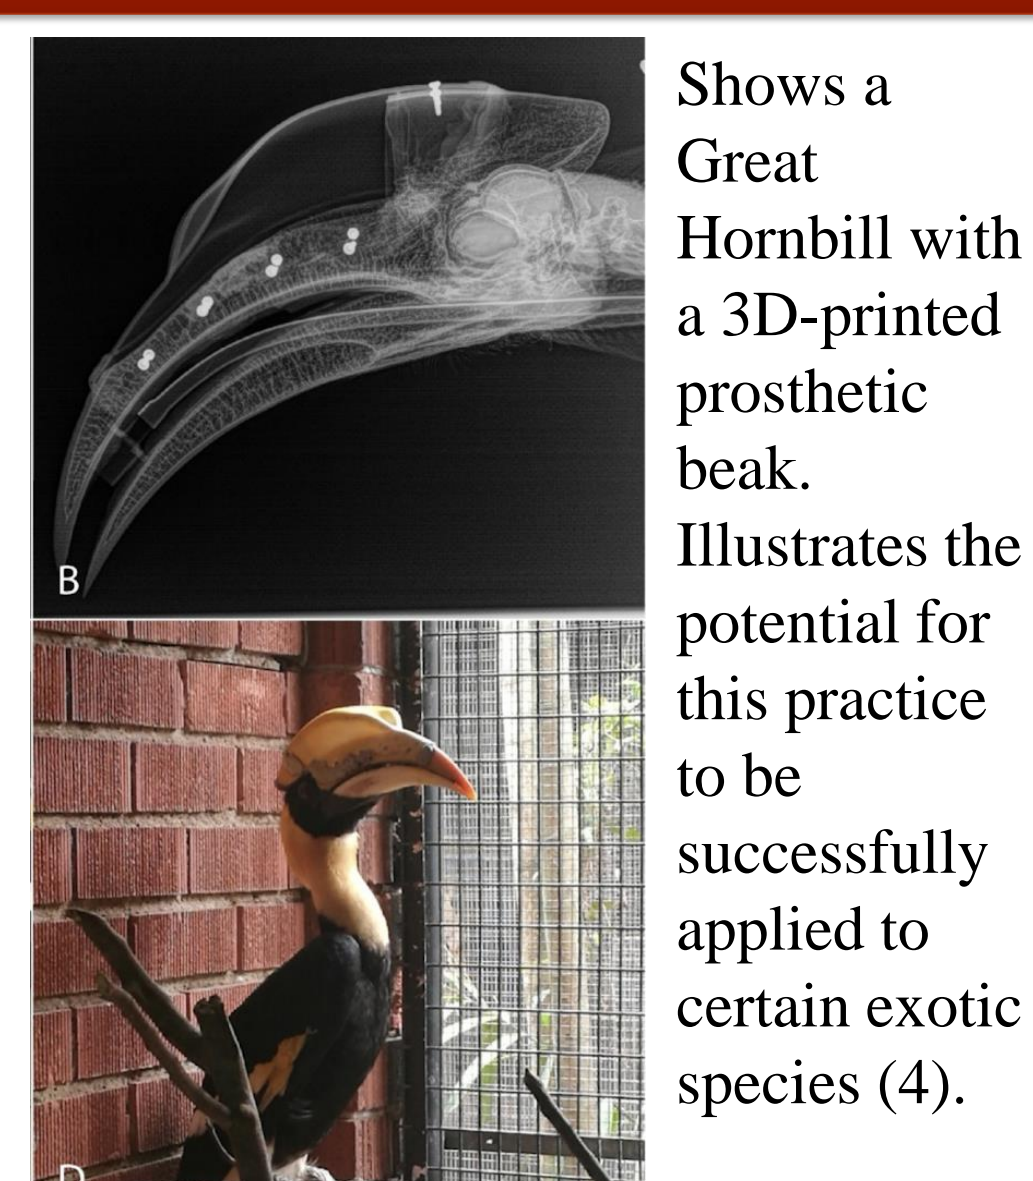 B
D
Shows a
Great
Hornbill with
a 3D-printed
prosthetic
beak.
Illustrates the
potential for
this practice
to be
successfully
applied to
certain exotic
species (4).